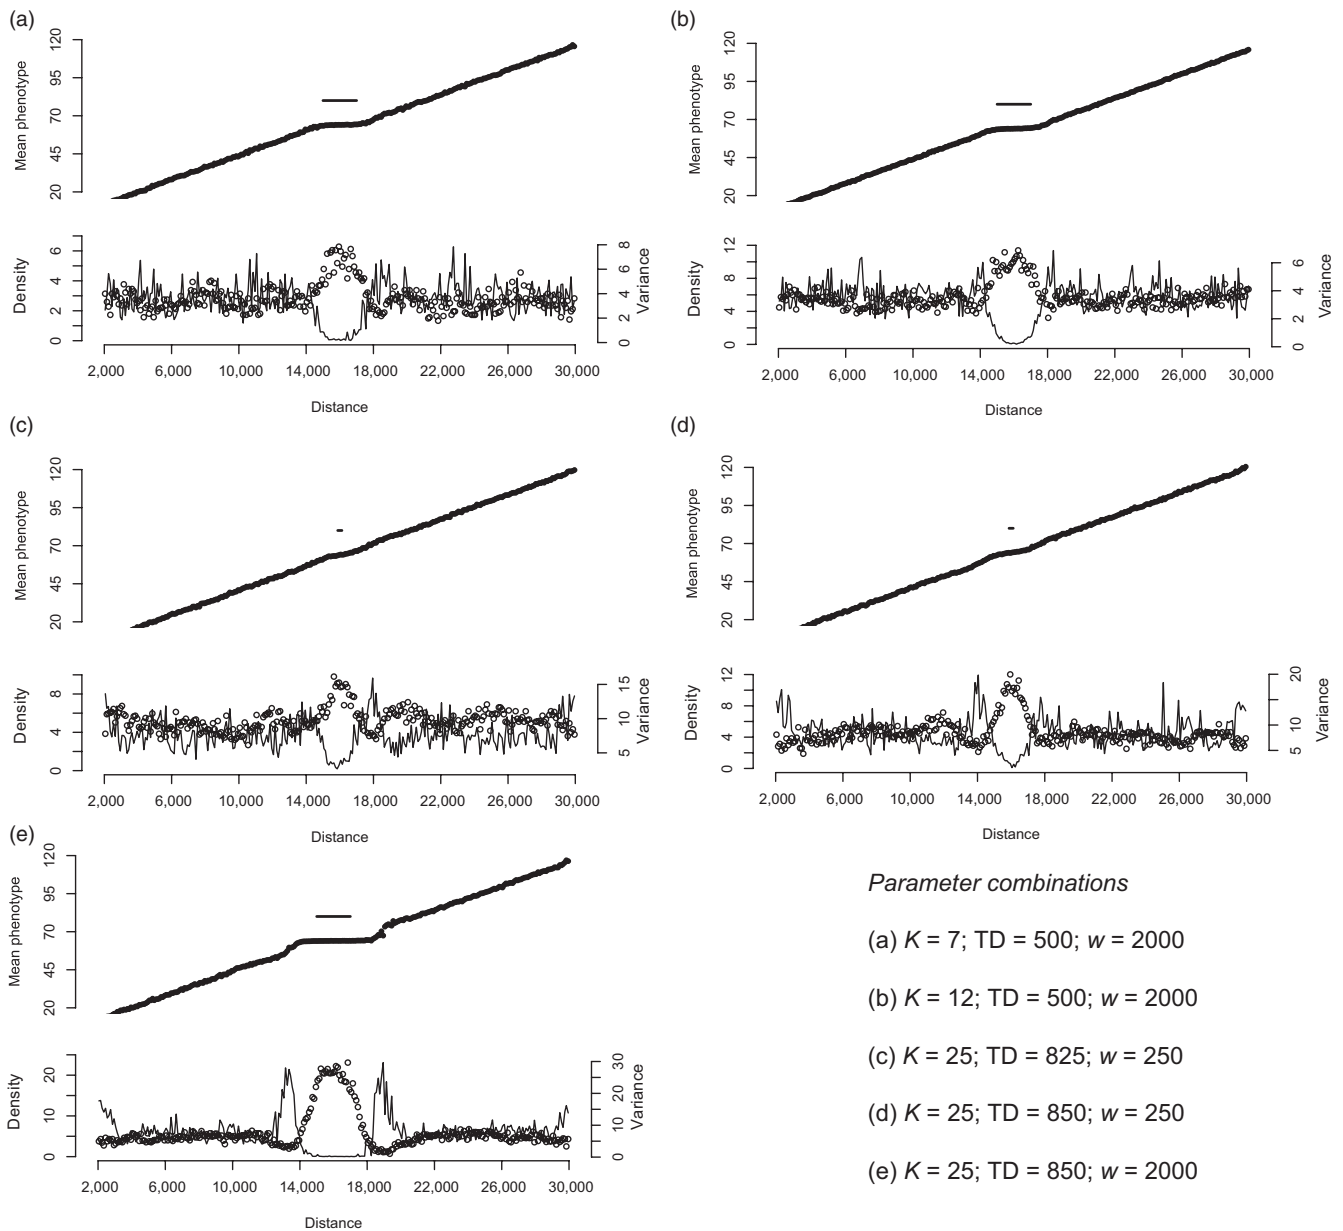 (a)
Mean phenotype
20 45 70 95 120
Density
0 2 4 6
Variance
0 2 4 6 8
2,000 6,000 10,000 14,000 18,000 22,000 26,000 30,000
Distance
(b)
Mean phenotype
20 45 70 95 120
Density
0 4 8 12
Variance
0 2 4 6
2,000 6,000 10,000 14,000 18,000 22,000 26,000 30,000
Distance
(c)
Mean phenotype
20 45 70 95 120
Density
0 4 8
Variance
5 10 15
2,000 6,000 10,000 14,000 18,000 22,000 26,000 30,000
Distance
(d)
Mean phenotype
20 45 70 95 120
Density
0 4 8 12
Variance
5 10 20
2,000 6,000 10,000 14,000 18,000 22,000 26,000 30,000
Distance
(e)
Mean phenotype
20 45 70 95 120
Density
0 5 10 20
Variance
0 10 20 30
2,000 6,000 10,000 14,000 18,000 22,000 26,000 30,000
Distance
Parameter combinations
(a) K = 7; TD = 500; w = 2000
(b) K = 12; TD = 500; w = 2000
(c) K = 25; TD = 825; w = 250
(d) K = 25; TD = 850; w = 250
(e) K = 25; TD = 850; w = 2000